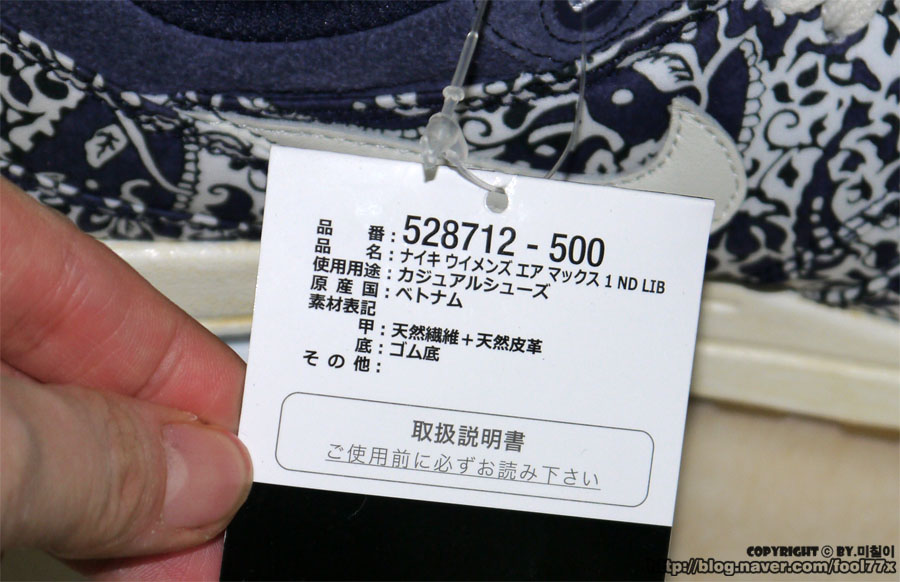 品番：528712 - 500
品名：ナイキ ウイメンズ エア マックス 1 ND LIB
使用用途：カジュアルシューズ
原産国：ベトナム
素材表記
甲：天然繊維＋天然皮革
底：ゴム底
その他：
取扱説明書
ご使用前に必ずお読み下さい
COPYRIGHT ⓒ BY.미칠이
http://blog.naver.com/fool77x